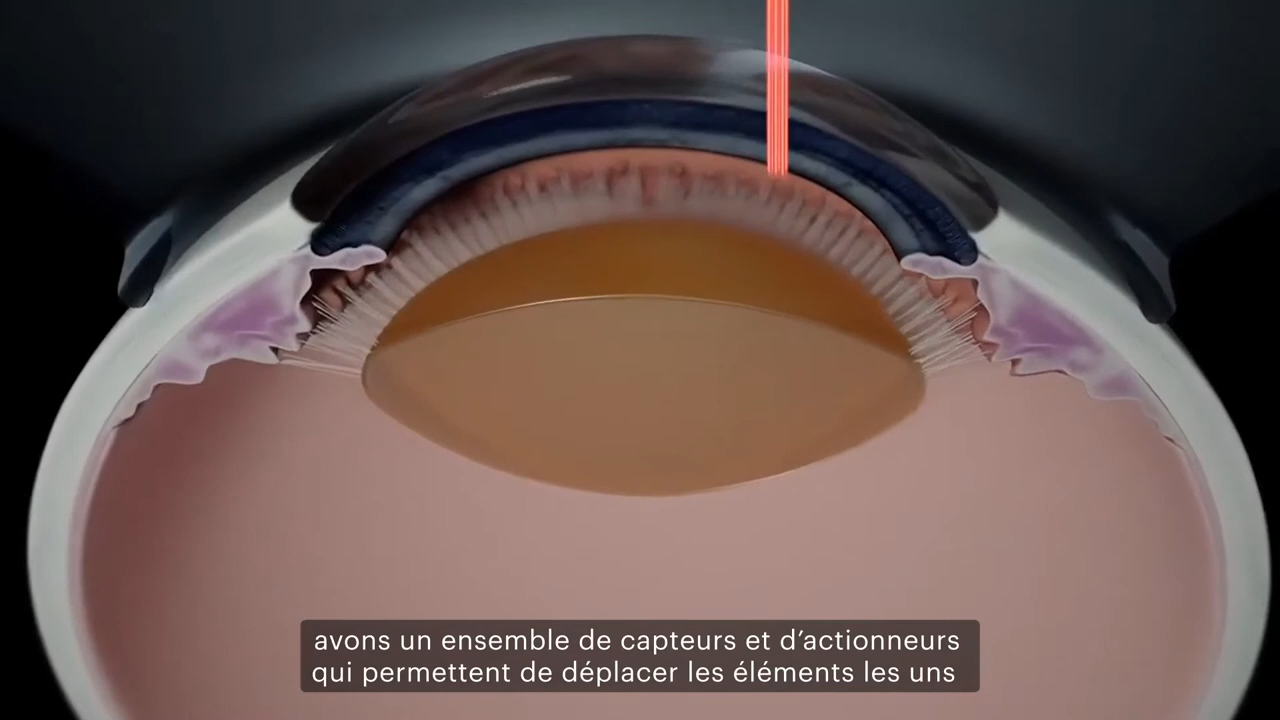 avons un ensemble de capteurs et d’actionneurs
qui permettent de déplacer les éléments les uns